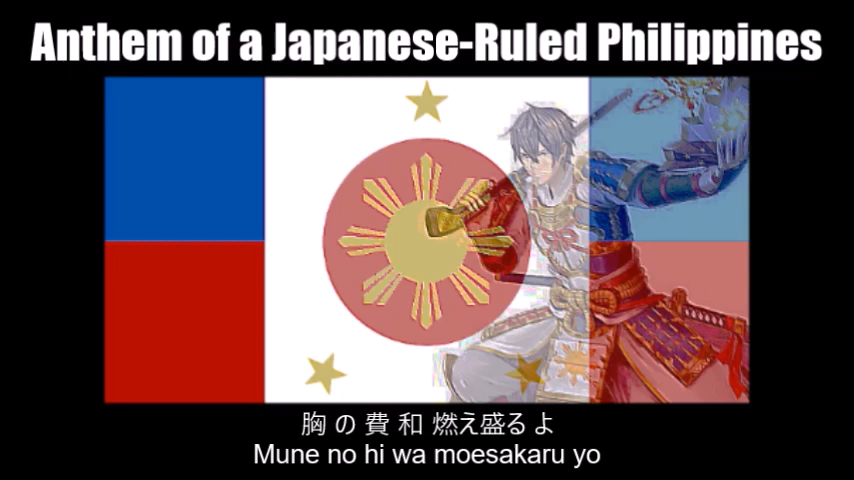 Anthem of a Japanese-Ruled Philippines
胸 の 費 和 燃え盛る よ
Mune no hi wa moesakaru yo